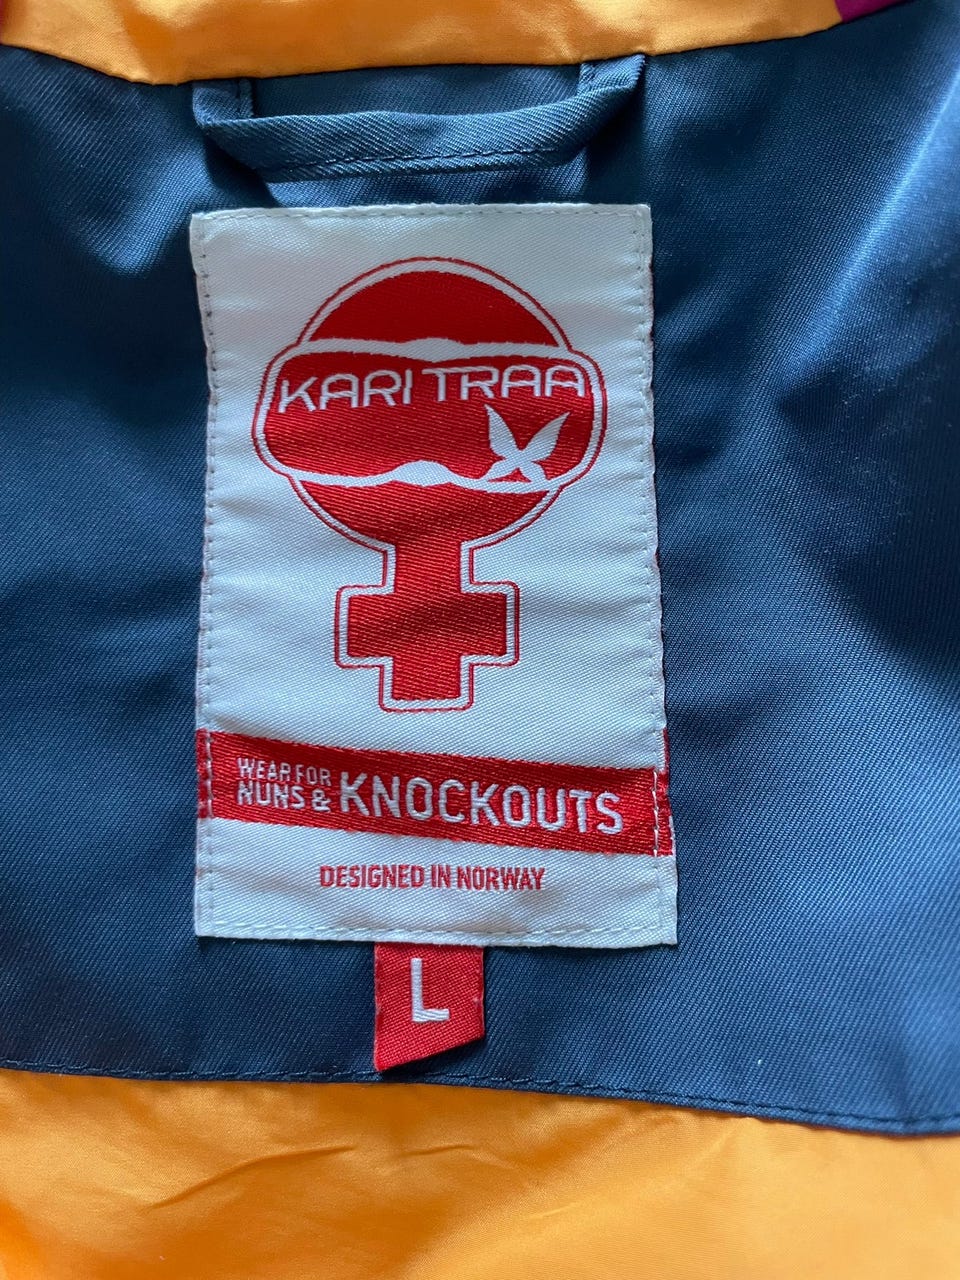 KARI TRAA
WEAR FOR
NUNS & KNOCKOUTS
DESIGNED IN NORWAY
L